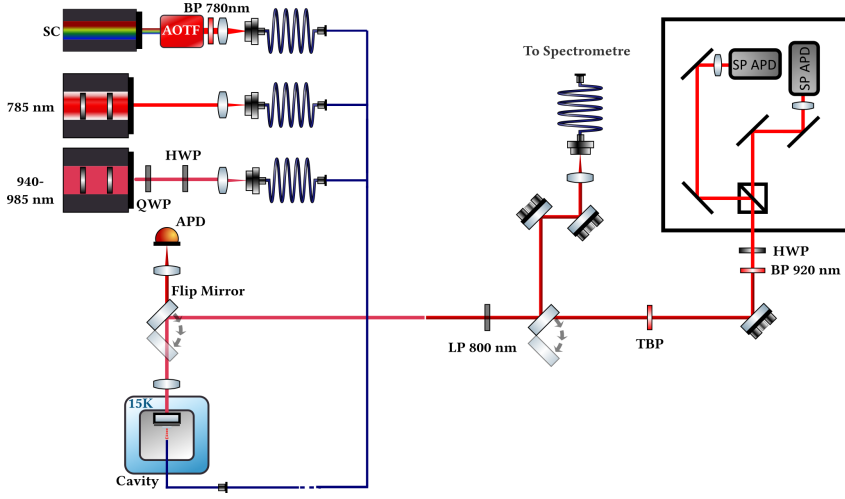 SC
AOTF
BP 780nm
785 nm
940-
985 nm
QWP
HWP
APD
Flip Mirror
15K
Cavity
To Spectrometre
LP 800 nm
TBP
SP APD
SP APD
HWP
BP 920 nm